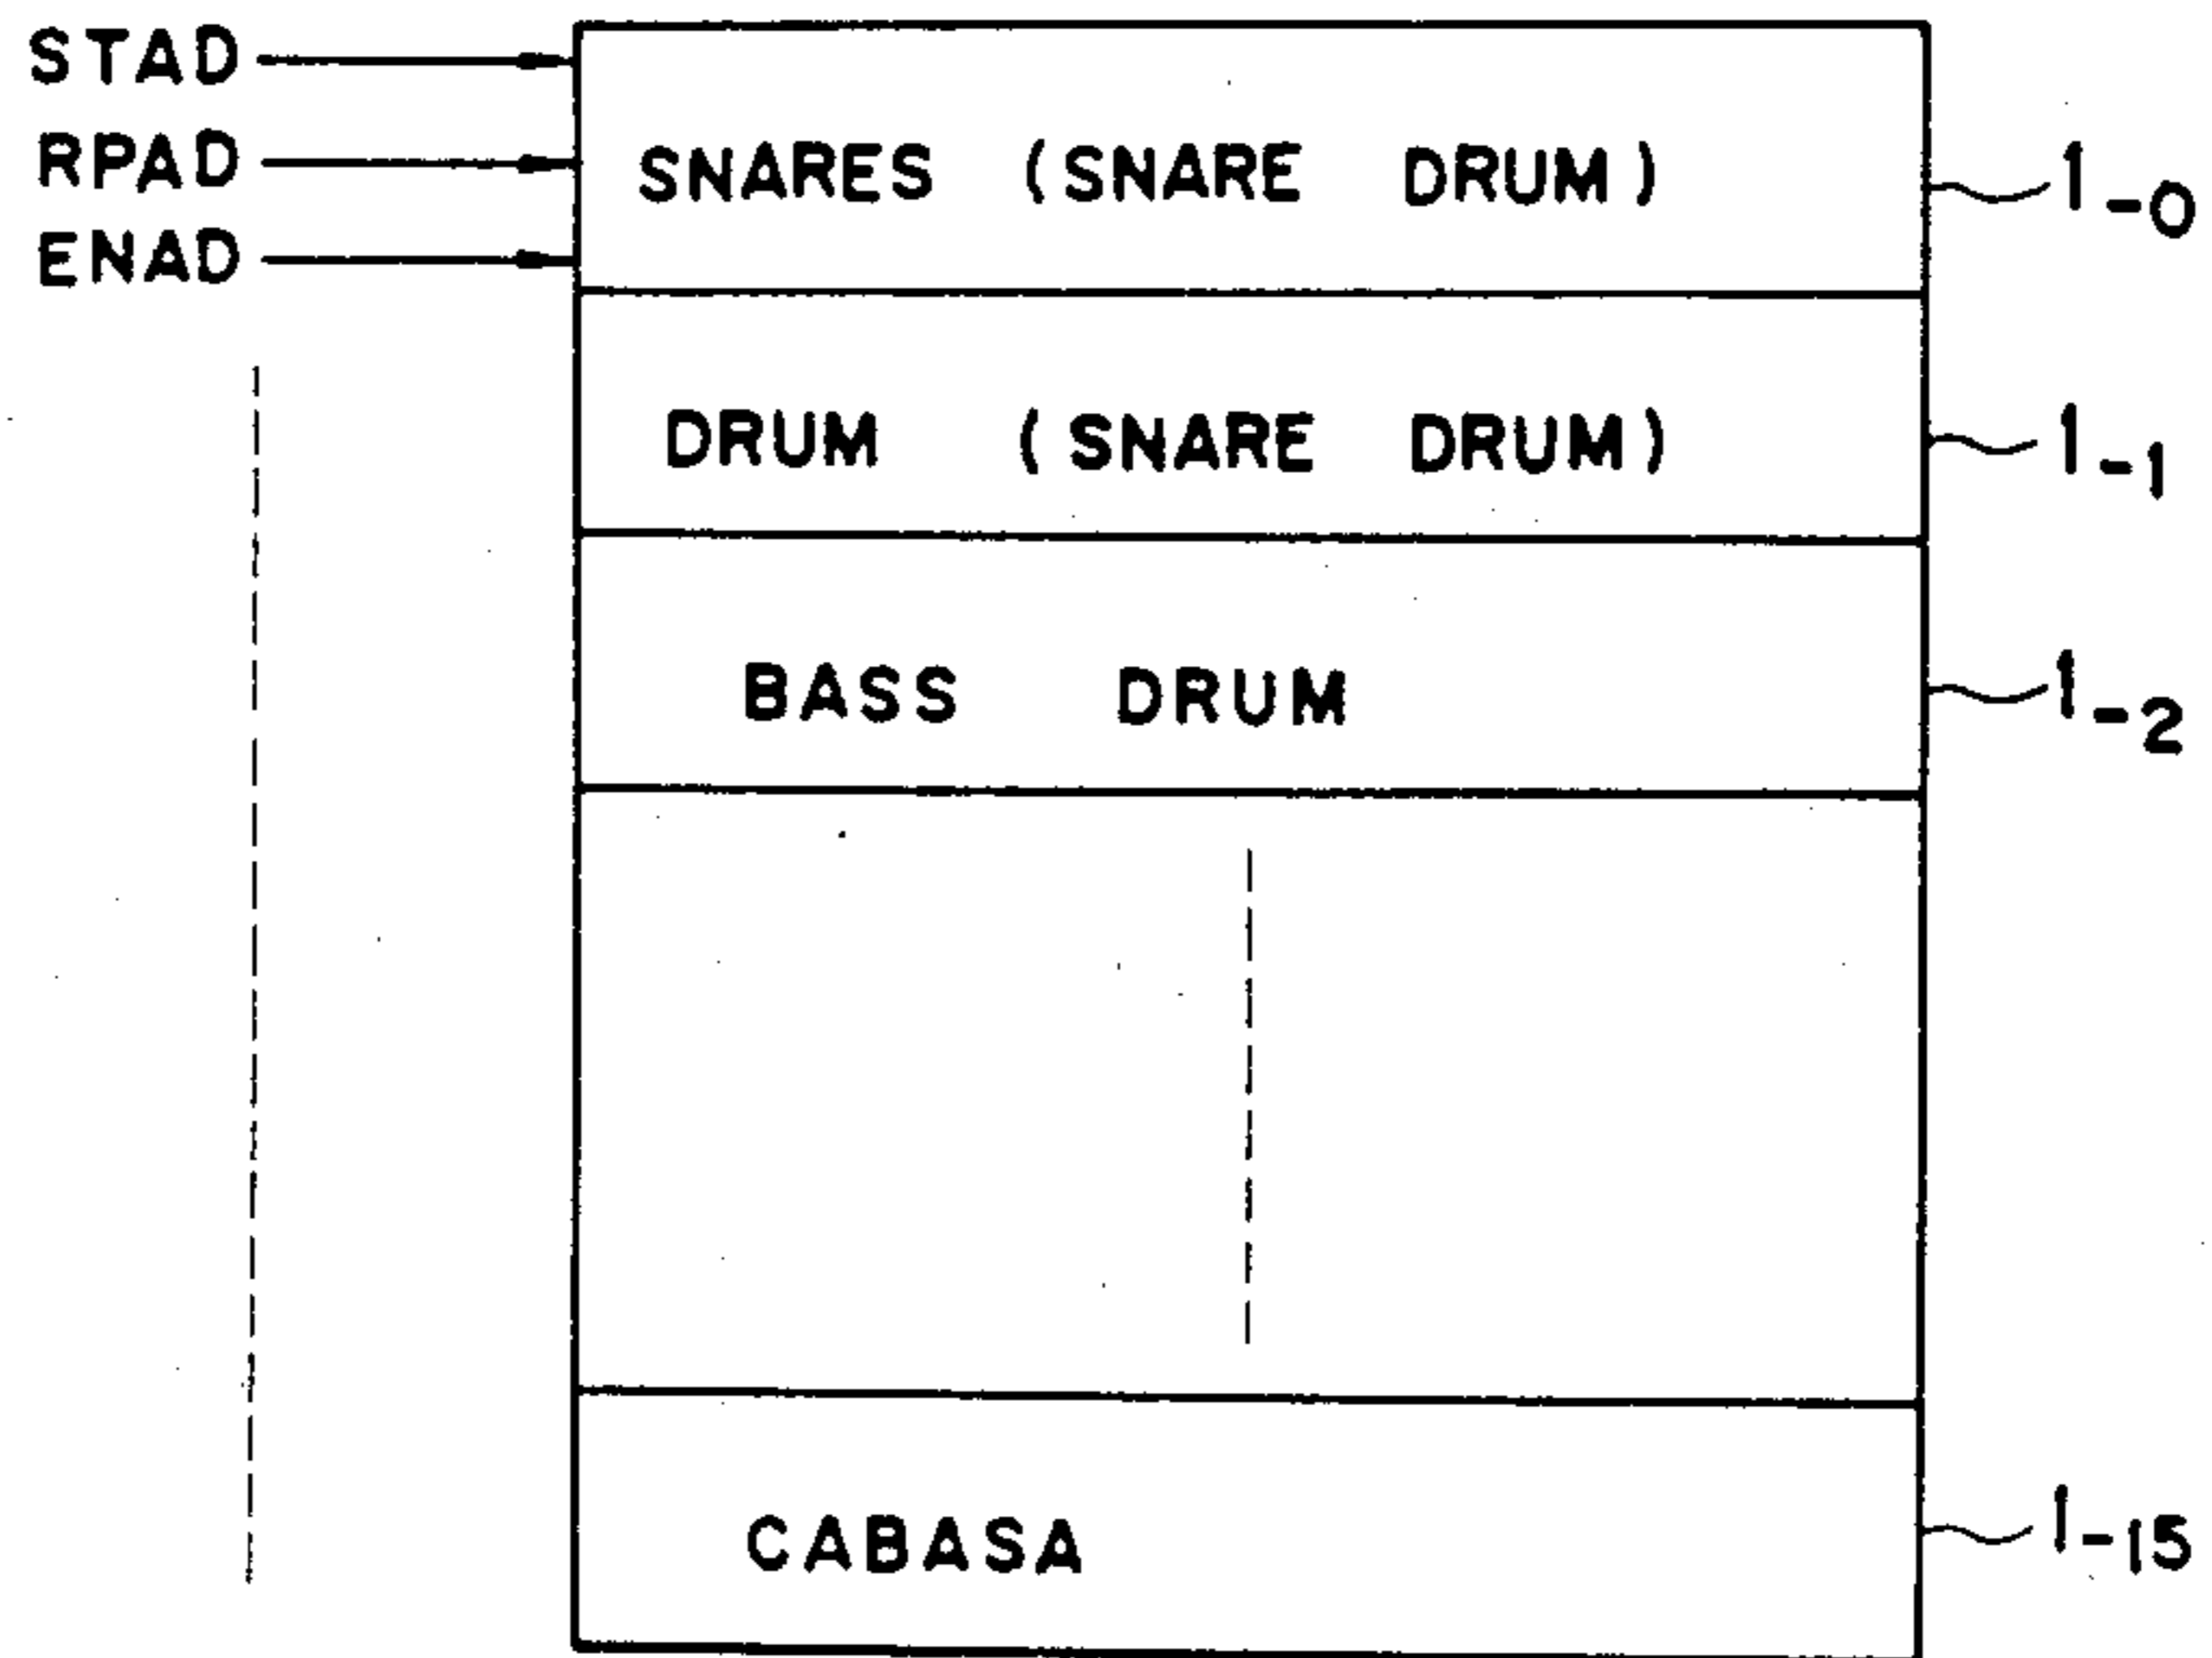 STAD
RPAD
ENAD
SNARES (SNARE DRUM)
1-0
DRUM (SNARE DRUM)
1-1
BASS DRUM
1-2
CABASA
1-15